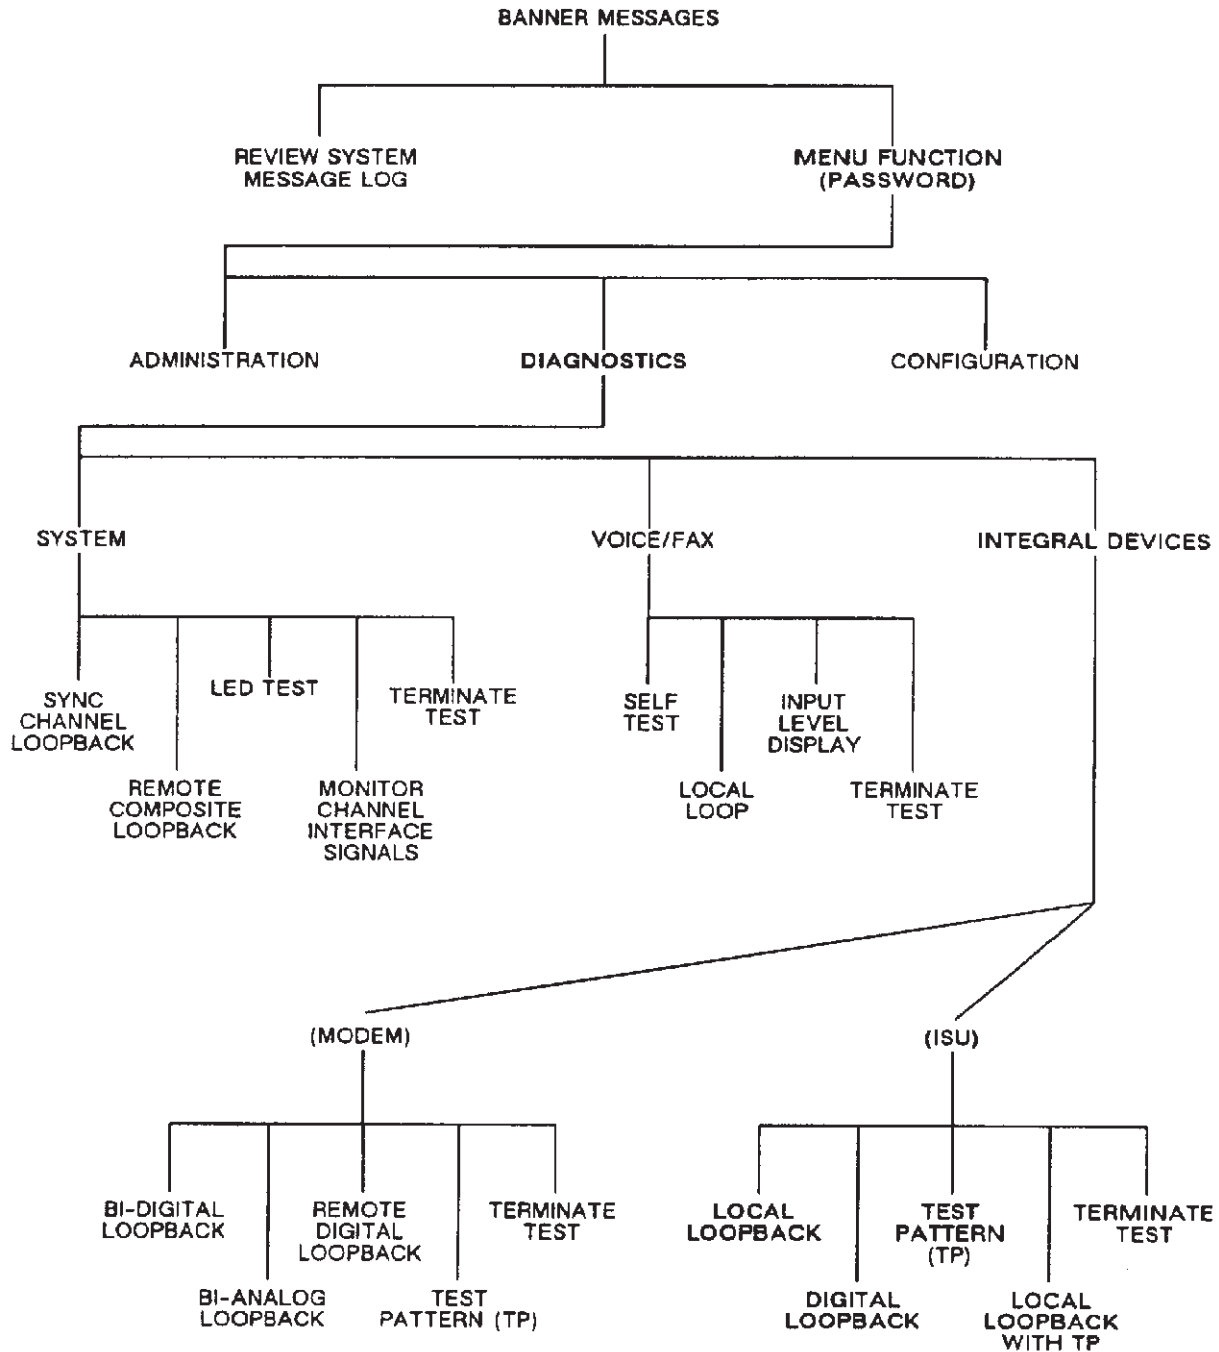 BANNER MESSAGES
REVIEW SYSTEM
MESSAGE LOG
MENU FUNCTION
(PASSWORD)
ADMINISTRATION
DIAGNOSTICS
CONFIGURATION
SYSTEM
VOICE/FAX
INTEGRAL DEVICES
SYNC
CHANNEL
LOOPBACK
REMOTE
COMPOSITE
LOOPBACK
LED TEST
MONITOR
CHANNEL
INTERFACE
SIGNALS
TERMINATE
TEST
SELF
TEST
LOCAL
LOOP
INPUT
LEVEL
DISPLAY
TERMINATE
TEST
(MODEM)
(ISU)
BI-DIGITAL
LOOPBACK
BI-ANALOG
LOOPBACK
REMOTE
DIGITAL
LOOPBACK
TEST
PATTERN (TP)
TERMINATE
TEST
LOCAL
LOOPBACK
DIGITAL
LOOPBACK
TEST
PATTERN
(TP)
LOCAL
LOOPBACK
WITH TP
TERMINATE
TEST